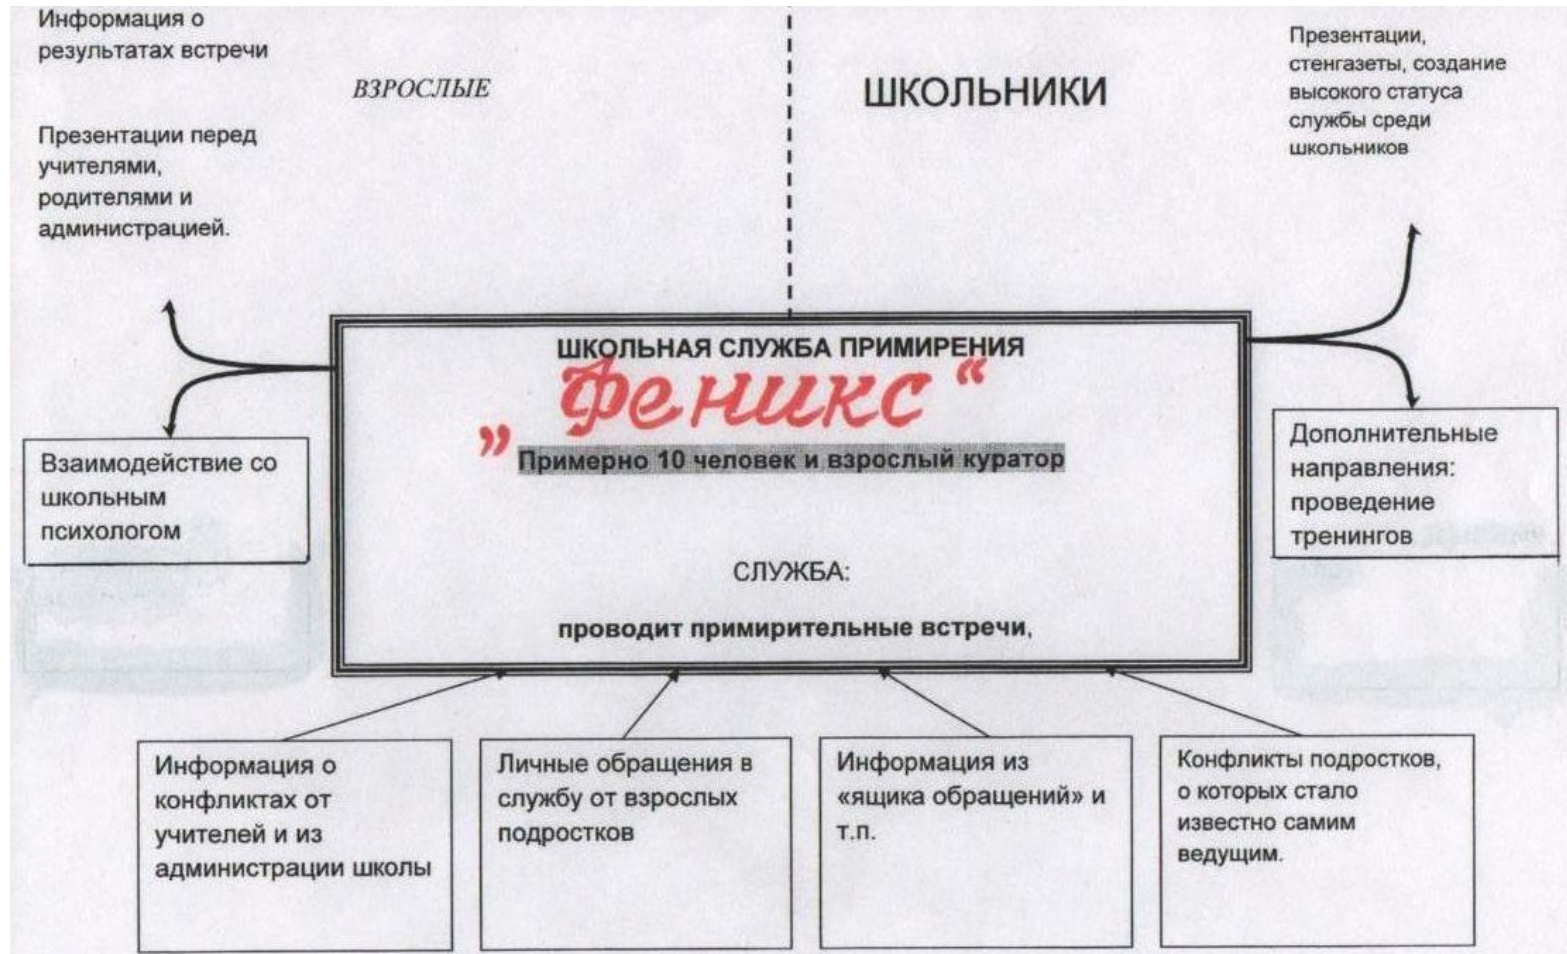 Информация о
результатах встречи
ВЗРОСЛЫЕ
Презентации перед
учителями,
родителями и
администрацией.
ШКОЛЬНИКИ
Презентации,
стенгазеты, создание
высокого статуса
службы среди
школьников
ШКОЛЬНАЯ СЛУЖБА ПРИМИРЕНИЯ
„Феникс“
Примерно 10 человек и взрослый куратор
СЛУЖБА:
проводит примирительные встречи,
Взаимодействие со
школьным
психологом
Дополнительные
направления:
проведение
тренингов
Информация о
конфликтах от
учителей и из
администрации школы
Личные обращения в
службу от взрослых
подростков
Информация из
«ящика обращений» и
т.п.
Конфликты подростков,
о которых стало
известно самим
ведущим.